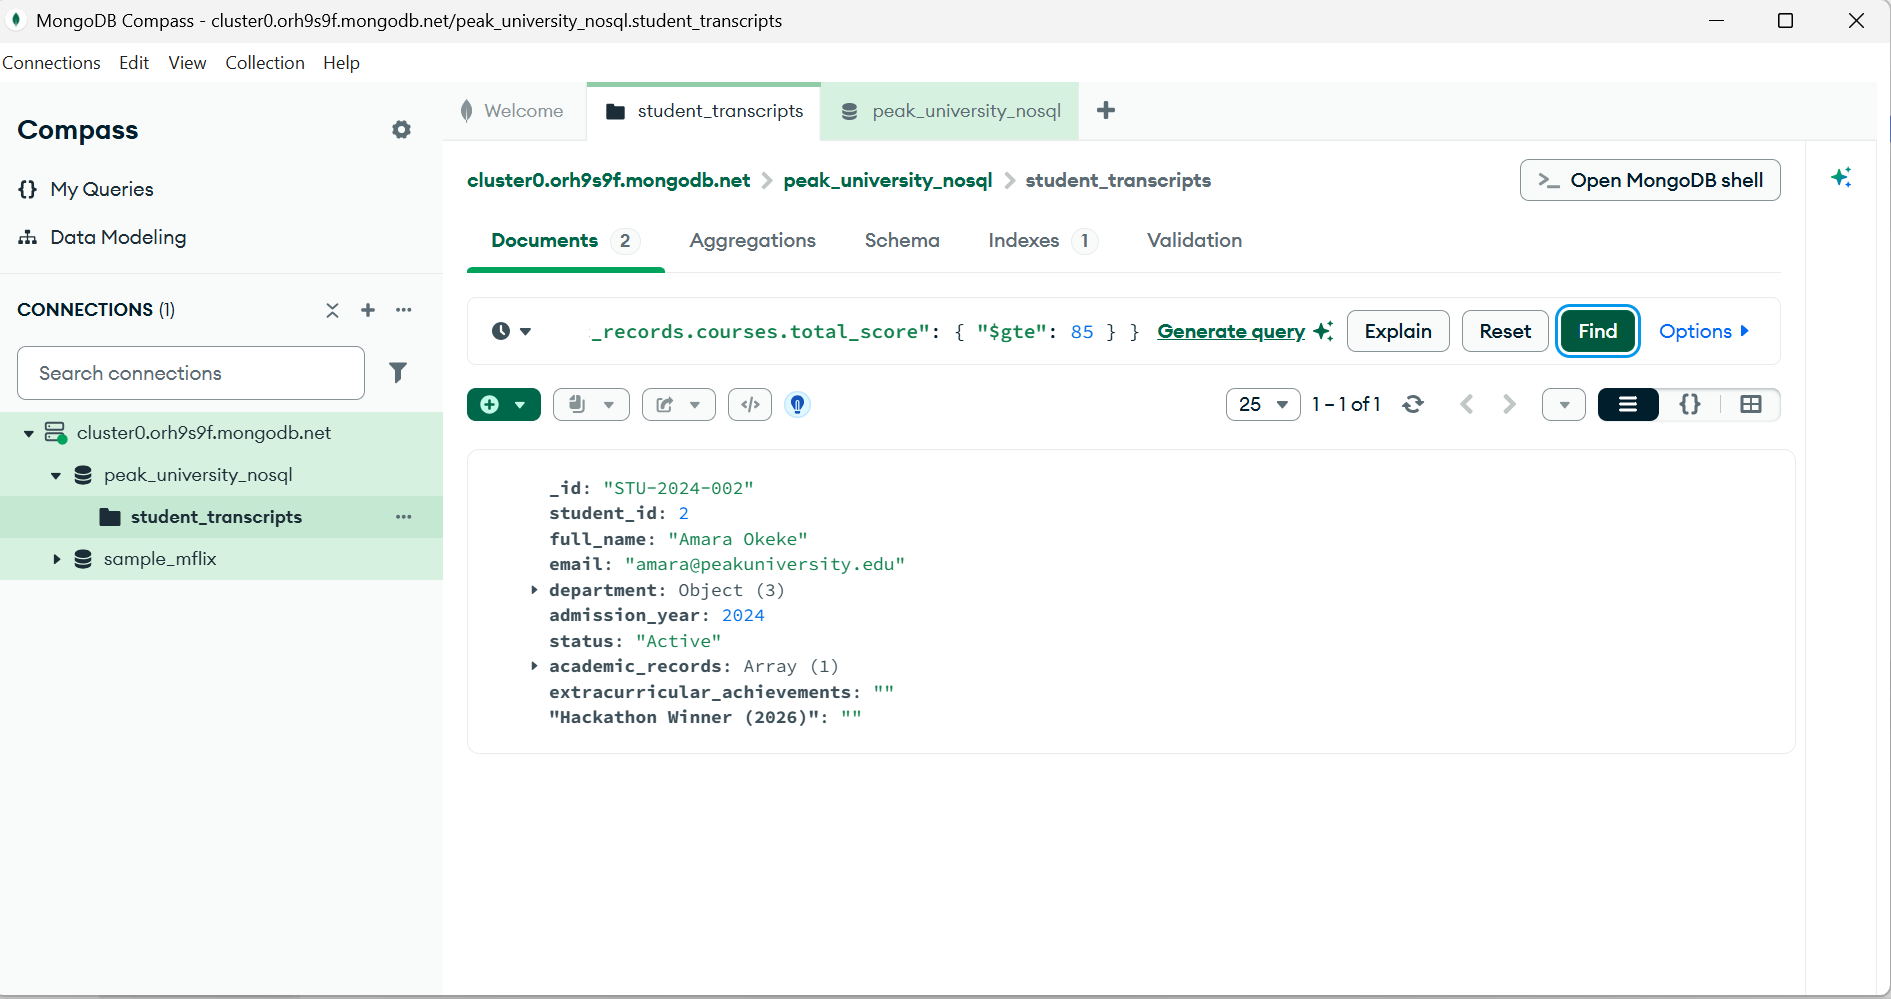 MongoDB Compass - cluster0.orh9s9f.mongodb.net/peak_university_nosql.student_transcripts
Connections Edit View Collection Help
Compass
My Queries
Data Modeling
CONNECTIONS (1)
Search connections
cluster0.orh9s9f.mongodb.net
peak_university_nosql
student_transcripts
sample_mflix
Welcome student_transcripts peak_university_nosql
cluster0.orh9s9f.mongodb.net > peak_university_nosql > student_transcripts
>_ Open MongoDB shell
Documents 2 Aggregations Schema Indexes 1 Validation
_records.courses.total_score": { "$gte": 85 } } Generate query Explain Reset Find Options
25 1 – 1 of 1
_id: "STU-2024-002"
student_id: 2
full_name: "Amara Okeke"
email: "amara@peakuniversity.edu"
department: Object (3)
admission_year: 2024
status: "Active"
academic_records: Array (1)
extracurricular_achievements: ""
"Hackathon Winner (2026)": ""